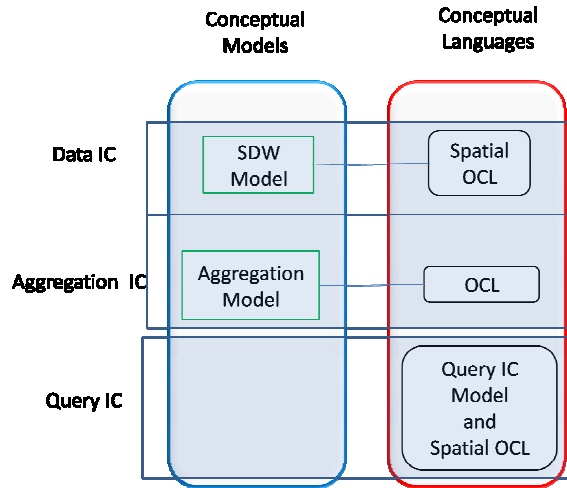 Conceptual
Models
Conceptual
Languages
Data IC
SDW
Model
Spatial
OCL
Aggregation IC
Aggregation
Model
OCL
Query IC
Query IC
Model
and
Spatial OCL